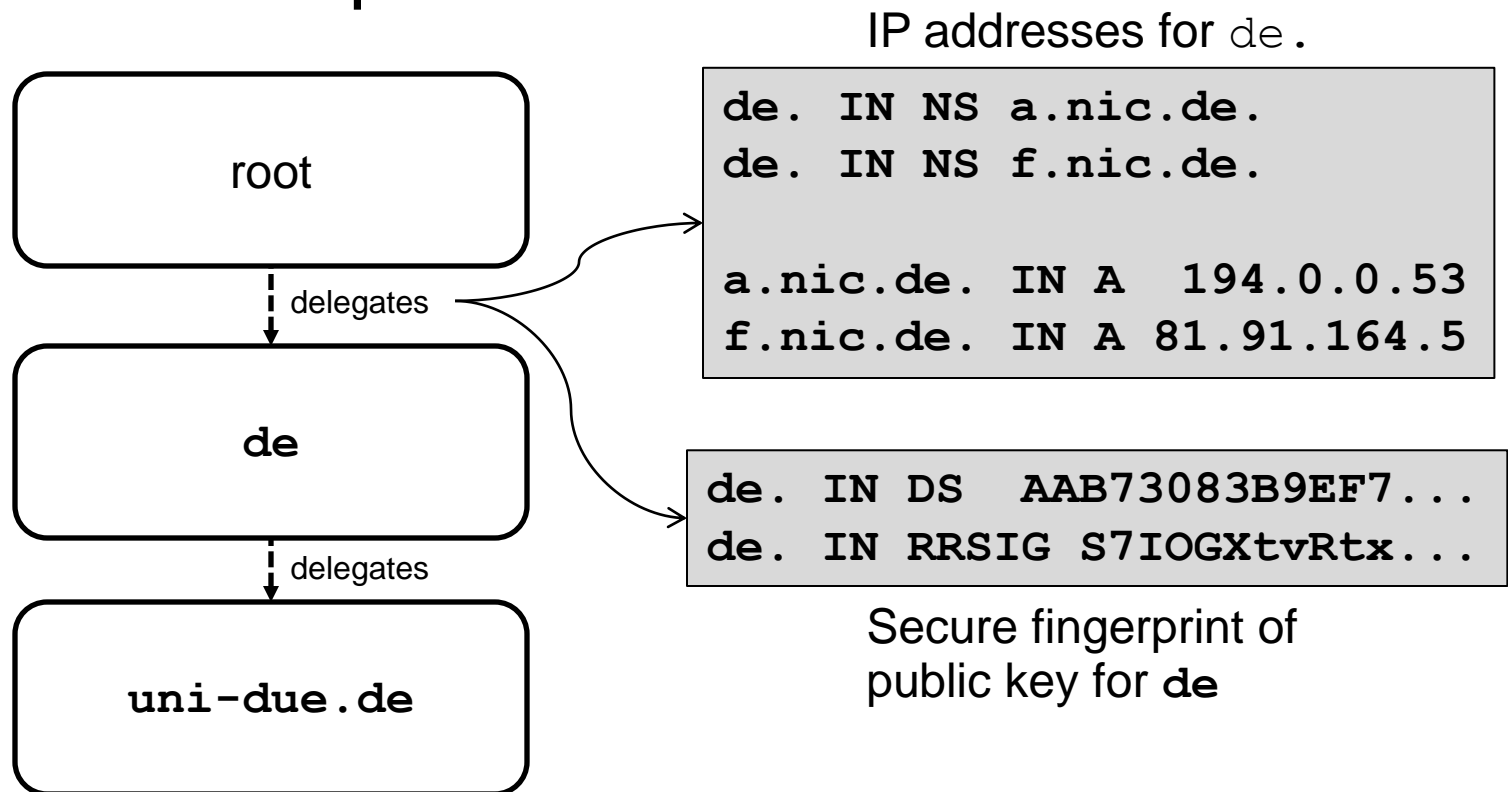 root
delegates
de
delegates
uni-due.de
IP addresses for de.
de. IN NS a.nic.de.
de. IN NS f.nic.de.
a.nic.de. IN A 194.0.0.53
f.nic.de. IN A 81.91.164.5
de. IN DS AAB73083B9EF7...
de. IN RRSIG S7IOGXtvRtx...
Secure fingerprint of
public key for de